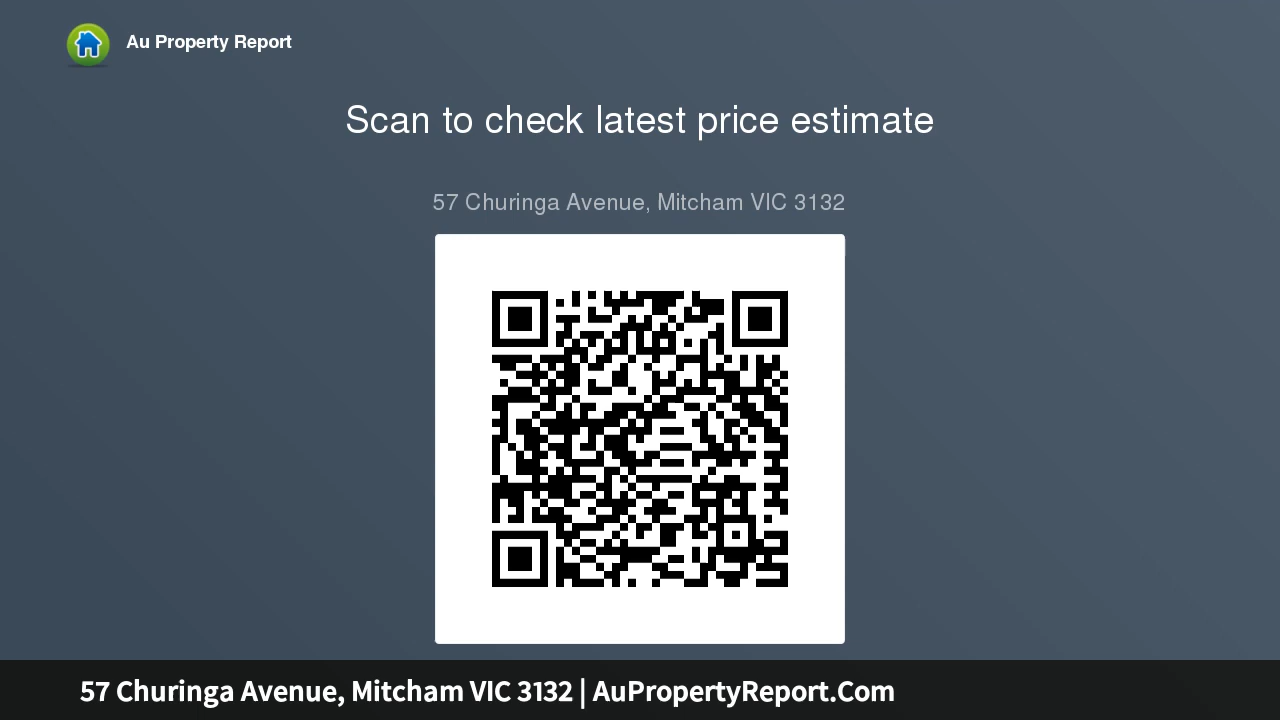 Au Property Report
Scan to check latest price estimate
57 Churinga Avenue, Mitcham VIC 3132
57 Churinga Avenue, Mitcham VIC 3132 | AuPropertyReport.Com